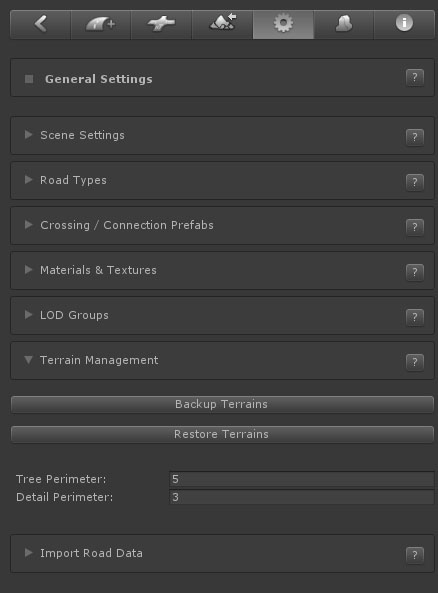 General Settings ?
Scene Settings ?
Road Types ?
Crossing / Connection Prefabs ?
Materials & Textures ?
LOD Groups ?
Terrain Management ?
Backup Terrains
Restore Terrains
Tree Perimeter: 5
Detail Perimeter: 3
Import Road Data ?